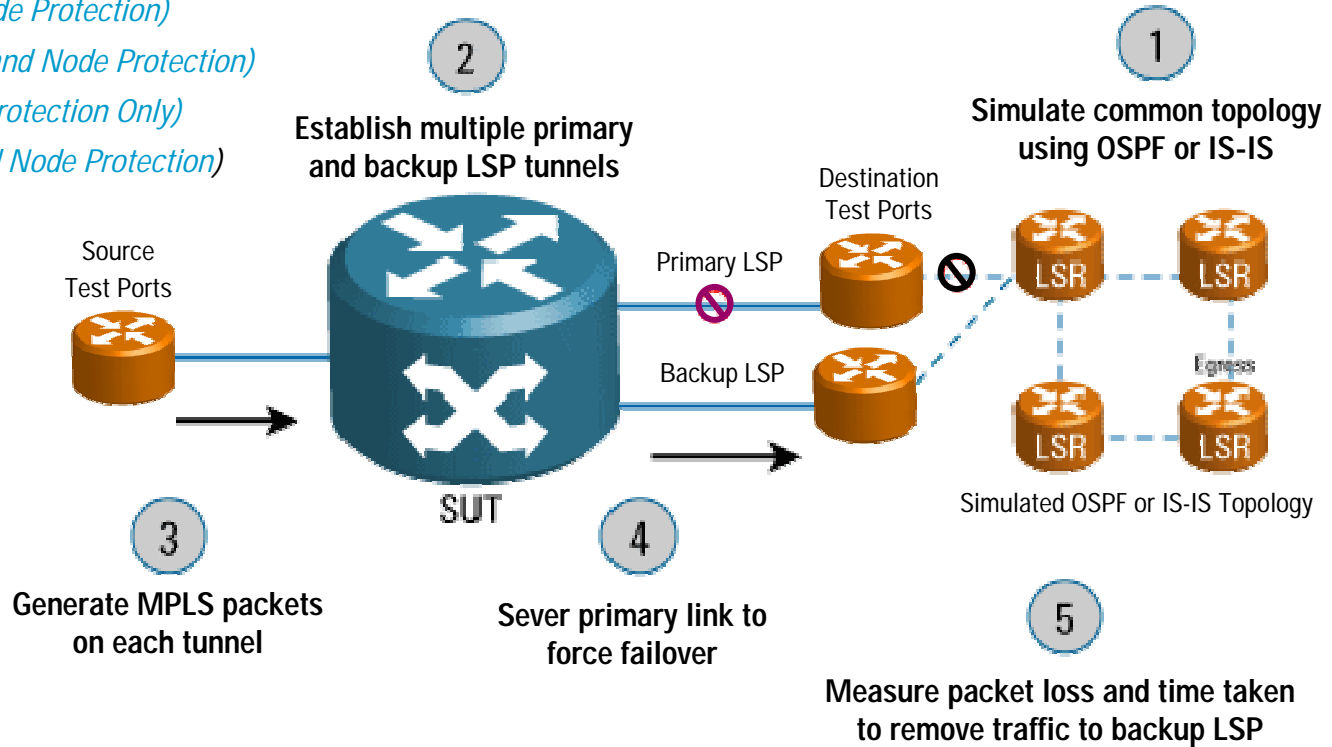 de Protection)
and Node Protection)
rotection Only)
d Node Protection)
2
Establish multiple primary
and backup LSP tunnels
1
Simulate common topology
using OSPF or IS-IS
Destination
Test Ports
Source
Test Ports
Primary LSP
Backup LSP
LSR
LSR
Egress
LSR
LSR
SUT
Simulated OSPF or IS-IS Topology
3
Generate MPLS packets
on each tunnel
4
Sever primary link to
force failover
5
Measure packet loss and time taken
to remove traffic to backup LSP